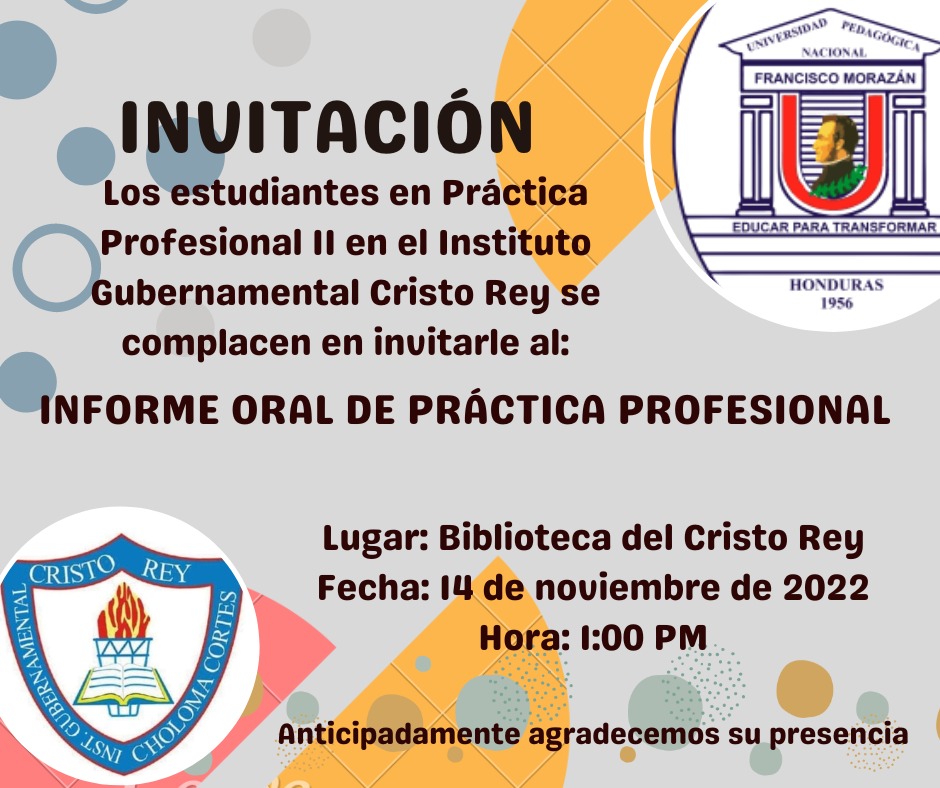 UNIVERSIDAD PEDAGÓGICA
NACIONAL
FRANCISCO MORAZÁN
EDUCAR PARA TRANSFORMAR
HONDURAS
1956
INVITACIÓN
Los estudiantes en Práctica
Profesional II en el Instituto
Gubernamental Cristo Rey se
complacen en invitarle al:
INFORME ORAL DE PRÁCTICA PROFESIONAL
Lugar: Biblioteca del Cristo Rey
Fecha: 14 de noviembre de 2022
Hora: 1:00 PM
CRISTO REY
INST. GUBERNAMENTAL
CHOLOMA CORTES
Anticipadamente agradecemos su presencia